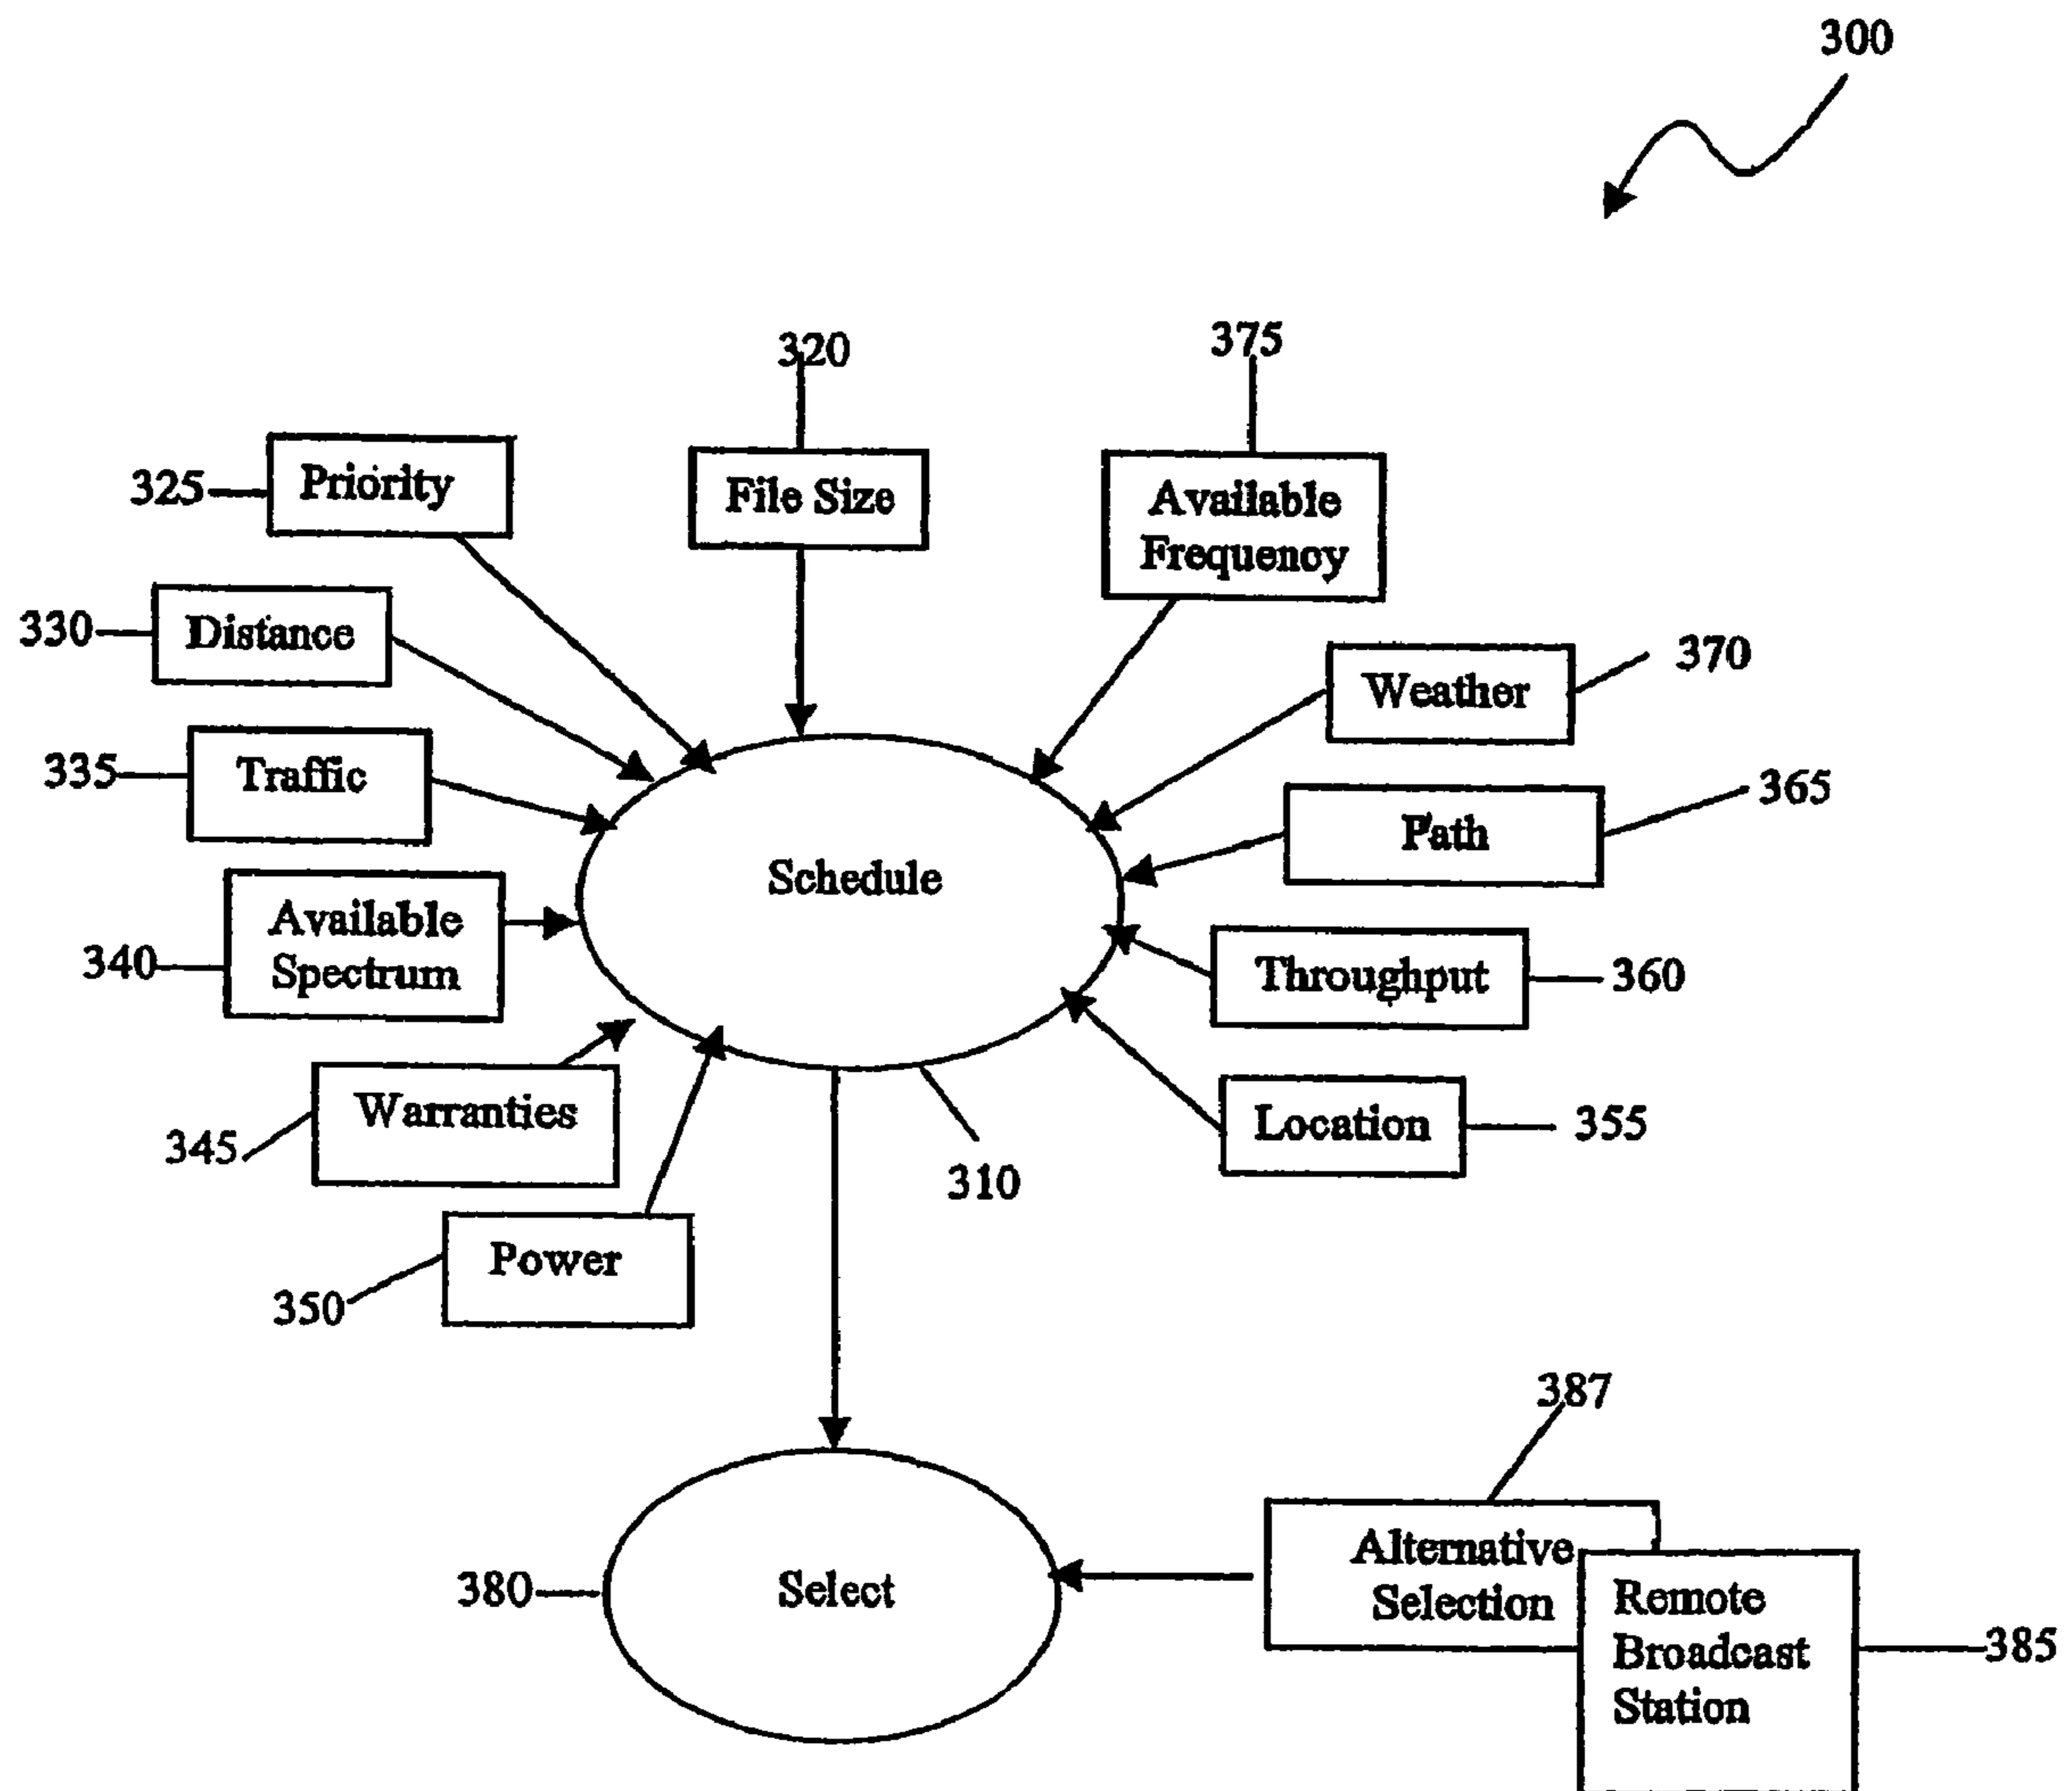 300
320
375
325
Priority
File Size
Available
Frequency
330
Distance
Weather
370
335
Traffic
Path
365
Schedule
340
Available
Spectrum
Throughput
360
345
Warranties
310
Location
355
350
Power
387
380
Select
Alternative
Selection
Remote
Broadcast
Station
385